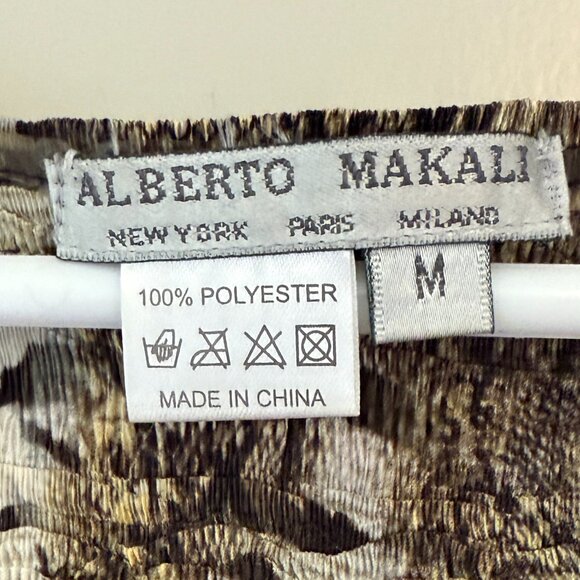 ALBERTO MAKALI
NEW YORK PARIS MILANO
M
100% POLYESTER
MADE IN CHINA